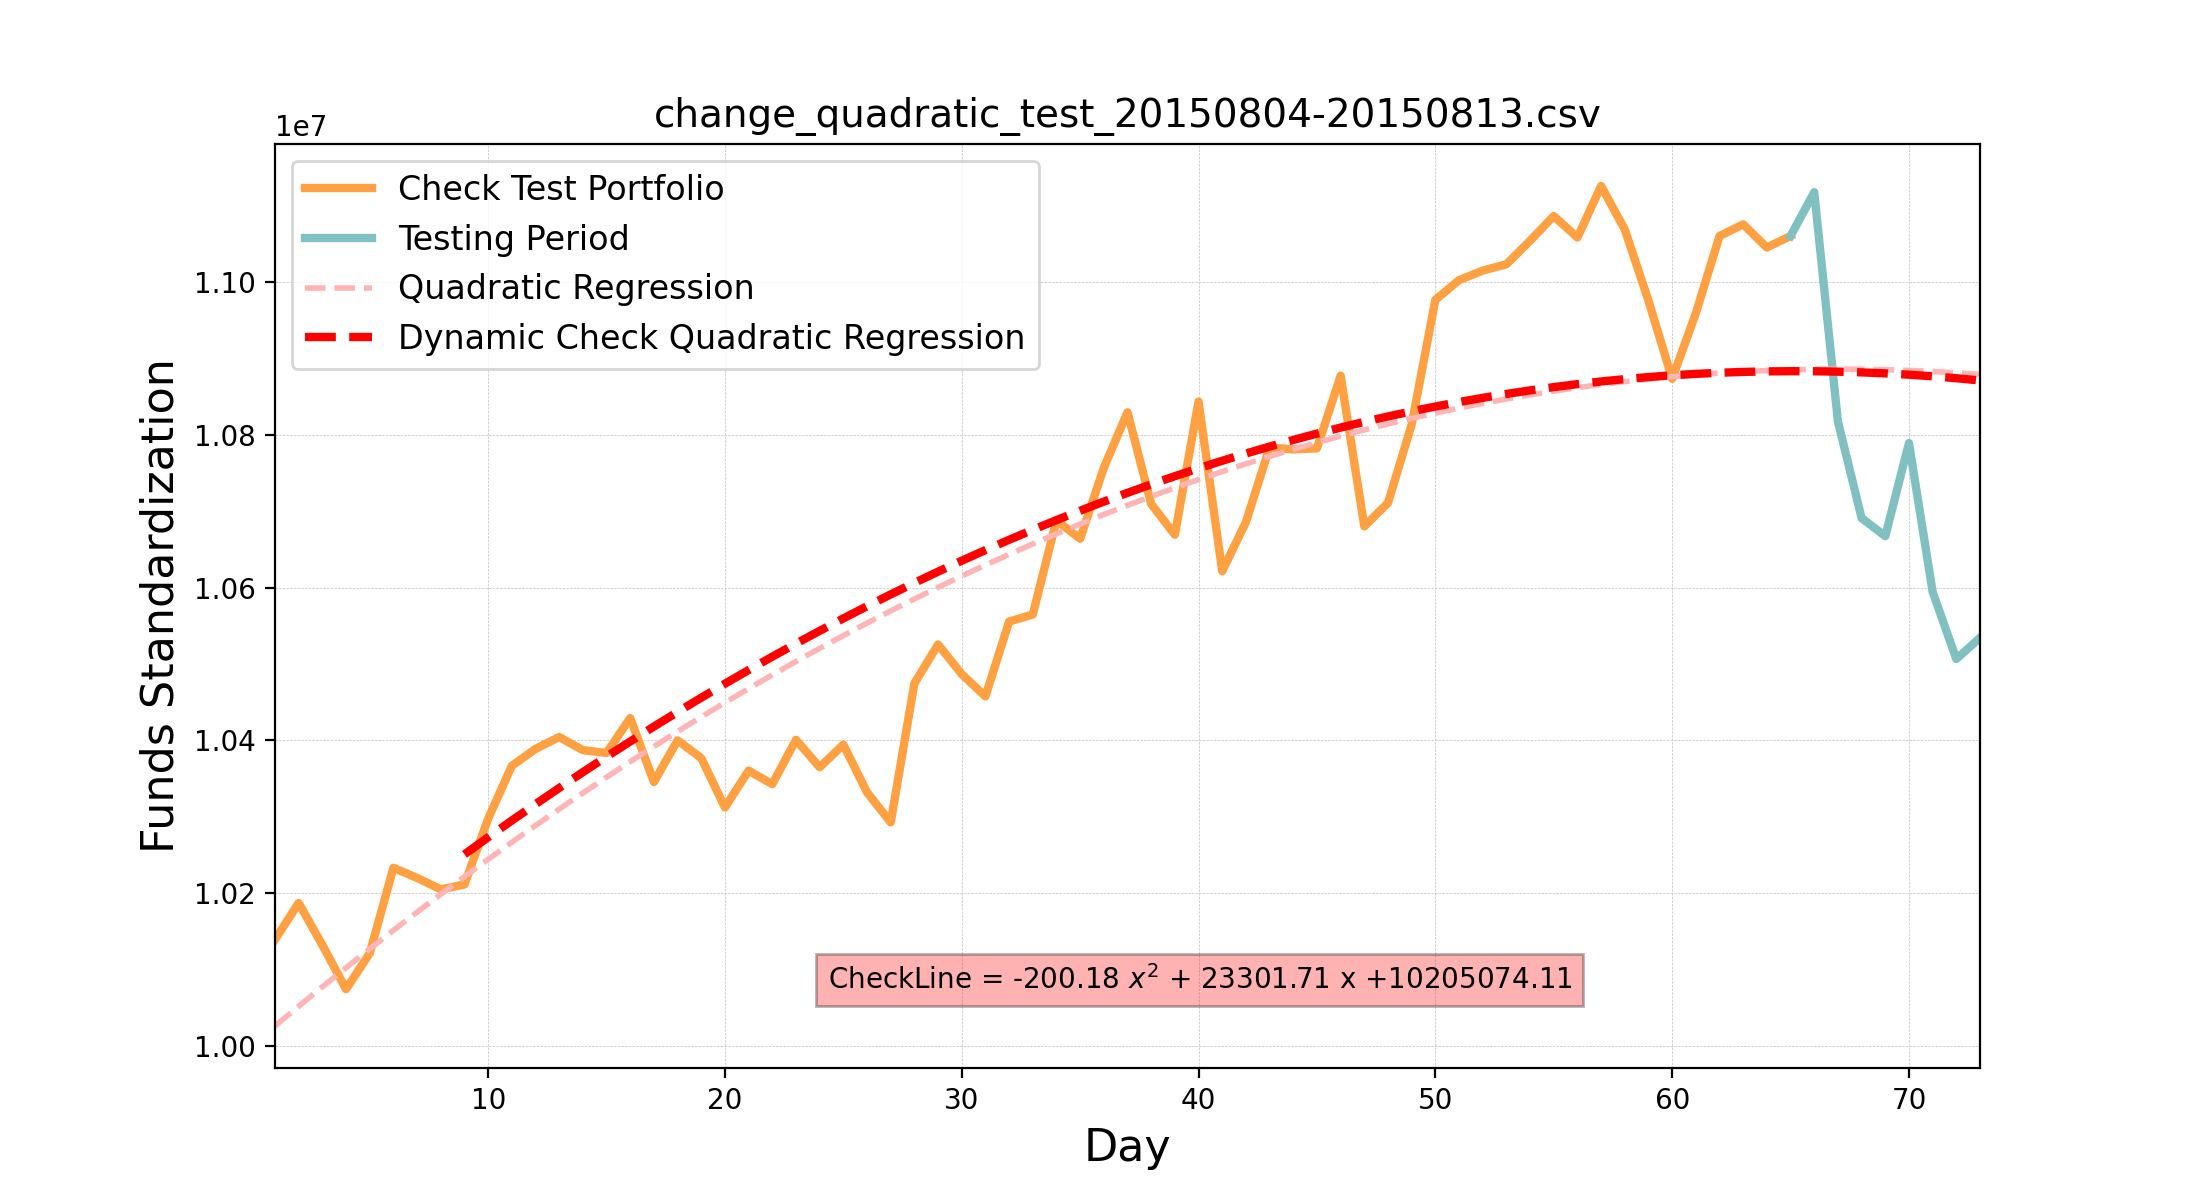 change_quadratic_test_20150804-20150813.csv
1e7
Check Test Portfolio
Testing Period
Quadratic Regression
Dynamic Check Quadratic Regression
1.10
1.08
1.06
1.04
1.02
1.00
Funds Standardization
CheckLine = -200.18 x² + 23301.71 x +10205074.11
10 20 30 40 50 60 70
Day